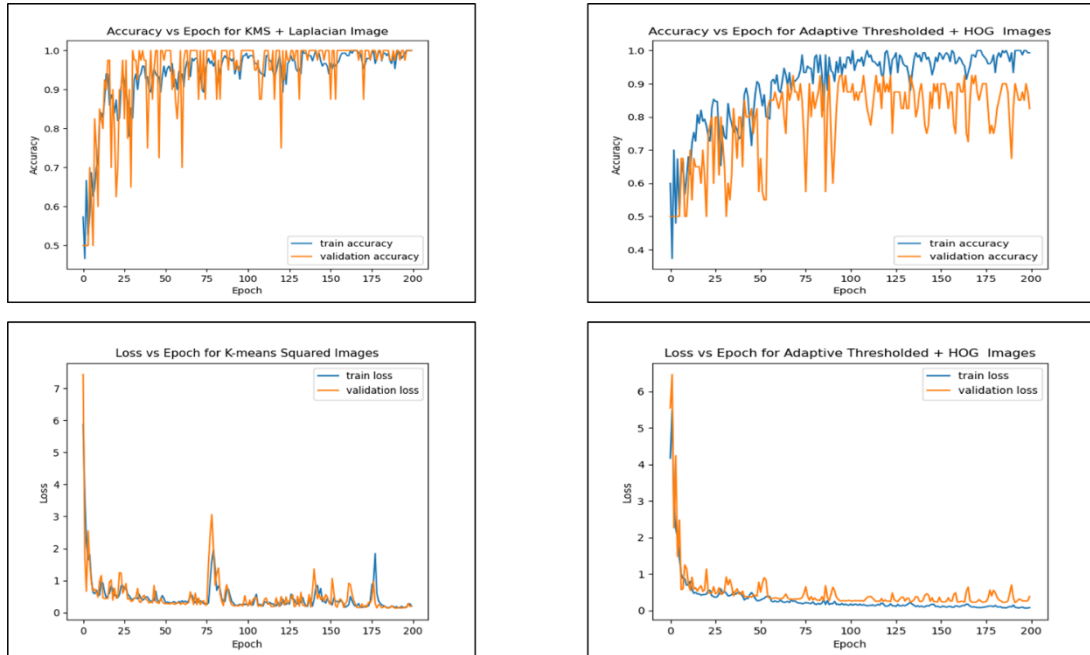 Accuracy vs Epoch for KMS + Laplacian Image
1.0
0.9
0.8
0.7
0.6
0.5
Accuracy
train accuracy
validation accuracy
0 25 50 75 100 125 150 175 200
Epoch
Accuracy vs Epoch for Adaptive Thresholded + HOG Images
1.0
0.9
0.8
0.7
0.6
0.5
0.4
Accuracy
train accuracy
validation accuracy
0 25 50 75 100 125 150 175 200
Epoch
Loss vs Epoch for K-means Squared Images
7
6
5
4
3
2
1
0
Loss
train loss
validation loss
0 25 50 75 100 125 150 175 200
Epoch
Loss vs Epoch for Adaptive Thresholded + HOG Images
6
5
4
3
2
1
0
Loss
train loss
validation loss
0 25 50 75 100 125 150 175 200
Epoch